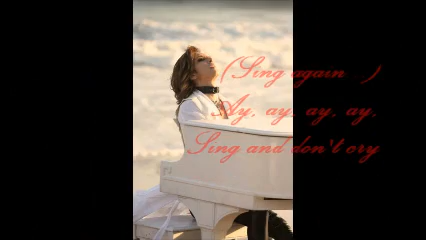 (Sing again )
Ay, ay, ay, ay,
Sing and don't cry